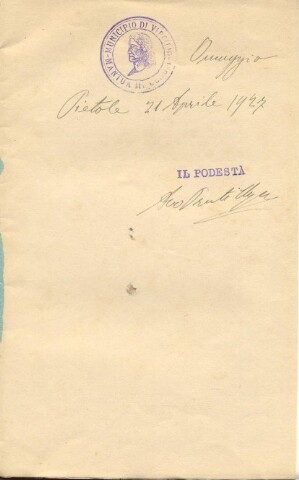 MUNICIPIO DI VIRGILIO
MANTOVA
Omaggio
Pietole 21 Aprile 1927
IL PODESTÀ